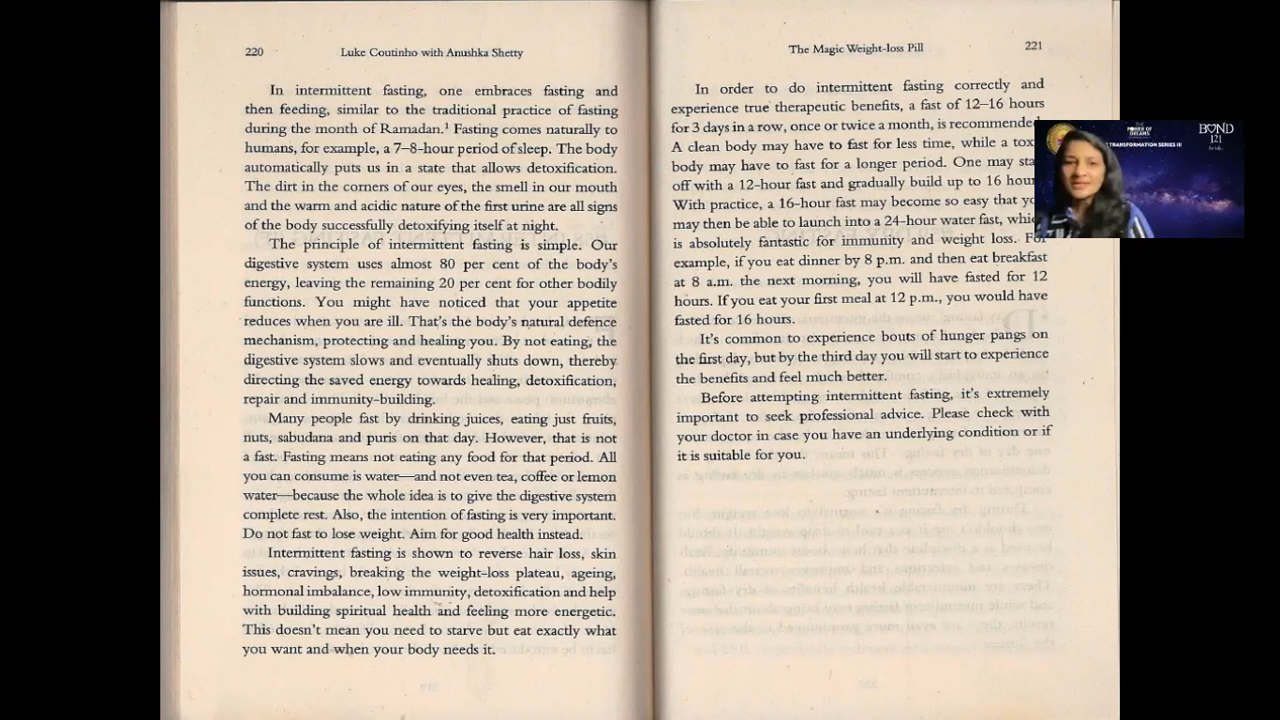 220
Luke Coutinho with Anushka Shetty
In intermittent fasting, one embraces fasting and
then feeding, similar to the traditional practice of fasting
during the month of Ramadan.¹ Fasting comes naturally to
humans, for example, a 7–8-hour period of sleep. The body
automatically puts us in a state that allows detoxification.
The dirt in the corners of our eyes, the smell in our mouth
and the warm and acidic nature of the first urine are all signs
of the body successfully detoxifying itself at night.
The principle of intermittent fasting is simple. Our
digestive system uses almost 80 per cent of the body's
energy, leaving the remaining 20 per cent for other bodily
functions. You might have noticed that your appetite
reduces when you are ill. That's the body's natural defence
mechanism, protecting and healing you. By not eating, the
digestive system slows and eventually shuts down, thereby
directing the saved energy towards healing, detoxification,
repair and immunity-building.
Many people fast by drinking juices, eating just fruits,
nuts, sabudana and puris on that day. However, that is not
a fast. Fasting means not eating any food for that period. All
you can consume is water—and not even tea, coffee or lemon
water—because the whole idea is to give the digestive system
complete rest. Also, the intention of fasting is very important.
Do not fast to lose weight. Aim for good health instead.
Intermittent fasting is shown to reverse hair loss, skin
issues, cravings, breaking the weight-loss plateau, ageing,
hormonal imbalance, low immunity, detoxification and help
with building spiritual health and feeling more energetic.
This doesn't mean you need to starve but eat exactly what
you want and when your body needs it.
The Magic Weight-loss Pill
221
In order to do intermittent fasting correctly and
experience true therapeutic benefits, a fast of 12–16 hours
for 3 days in a row, once or twice a month, is recommended.
A clean body may have to fast for less time, while a tox
body may have to fast for a longer period. One may sta
off with a 12-hour fast and gradually build up to 16 hour
With practice, a 16-hour fast may become so easy that yo
may then be able to launch into a 24-hour water fast, whic
is absolutely fantastic for immunity and weight loss. For
example, if you eat dinner by 8 p.m. and then eat breakfast
at 8 a.m. the next morning, you will have fasted for 12
hours. If you eat your first meal at 12 p.m., you would have
fasted for 16 hours.
It's common to experience bouts of hunger pangs on
the first day, but by the third day you will start to experience
the benefits and feel much better.
Before attempting intermittent fasting, it's extremely
important to seek professional advice. Please check with
your doctor in case you have an underlying condition or if
it is suitable for you.
THE
POWER OF
DREAMS
TRANSFORMATION SERIES III
BOND
121